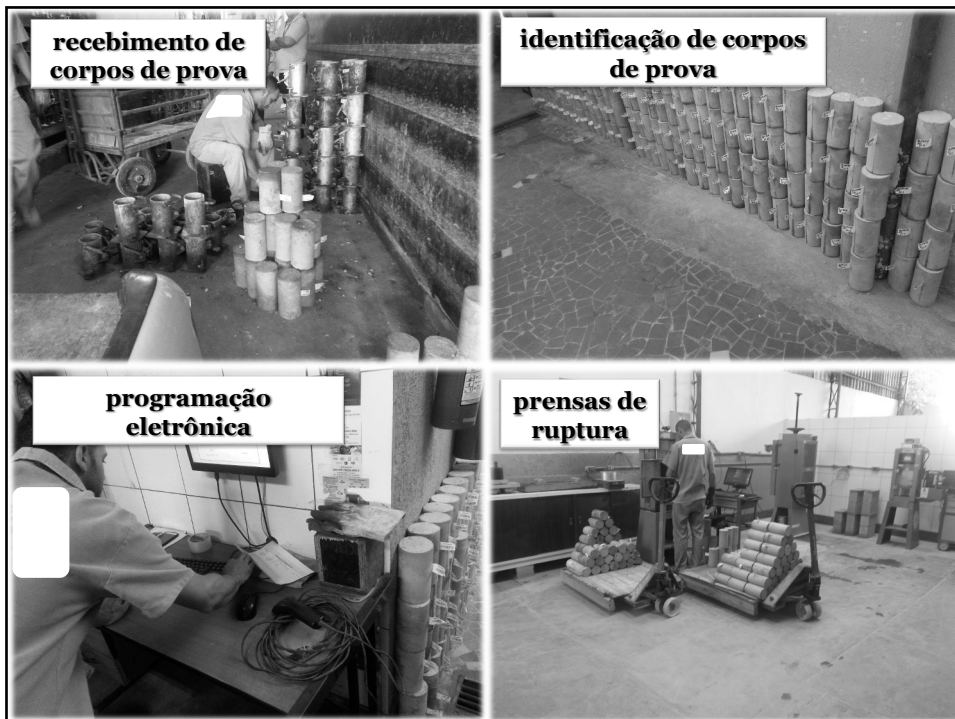 recebimento de
corpos de prova
identificação de corpos
de prova
programação
eletrônica
prensas de
ruptura